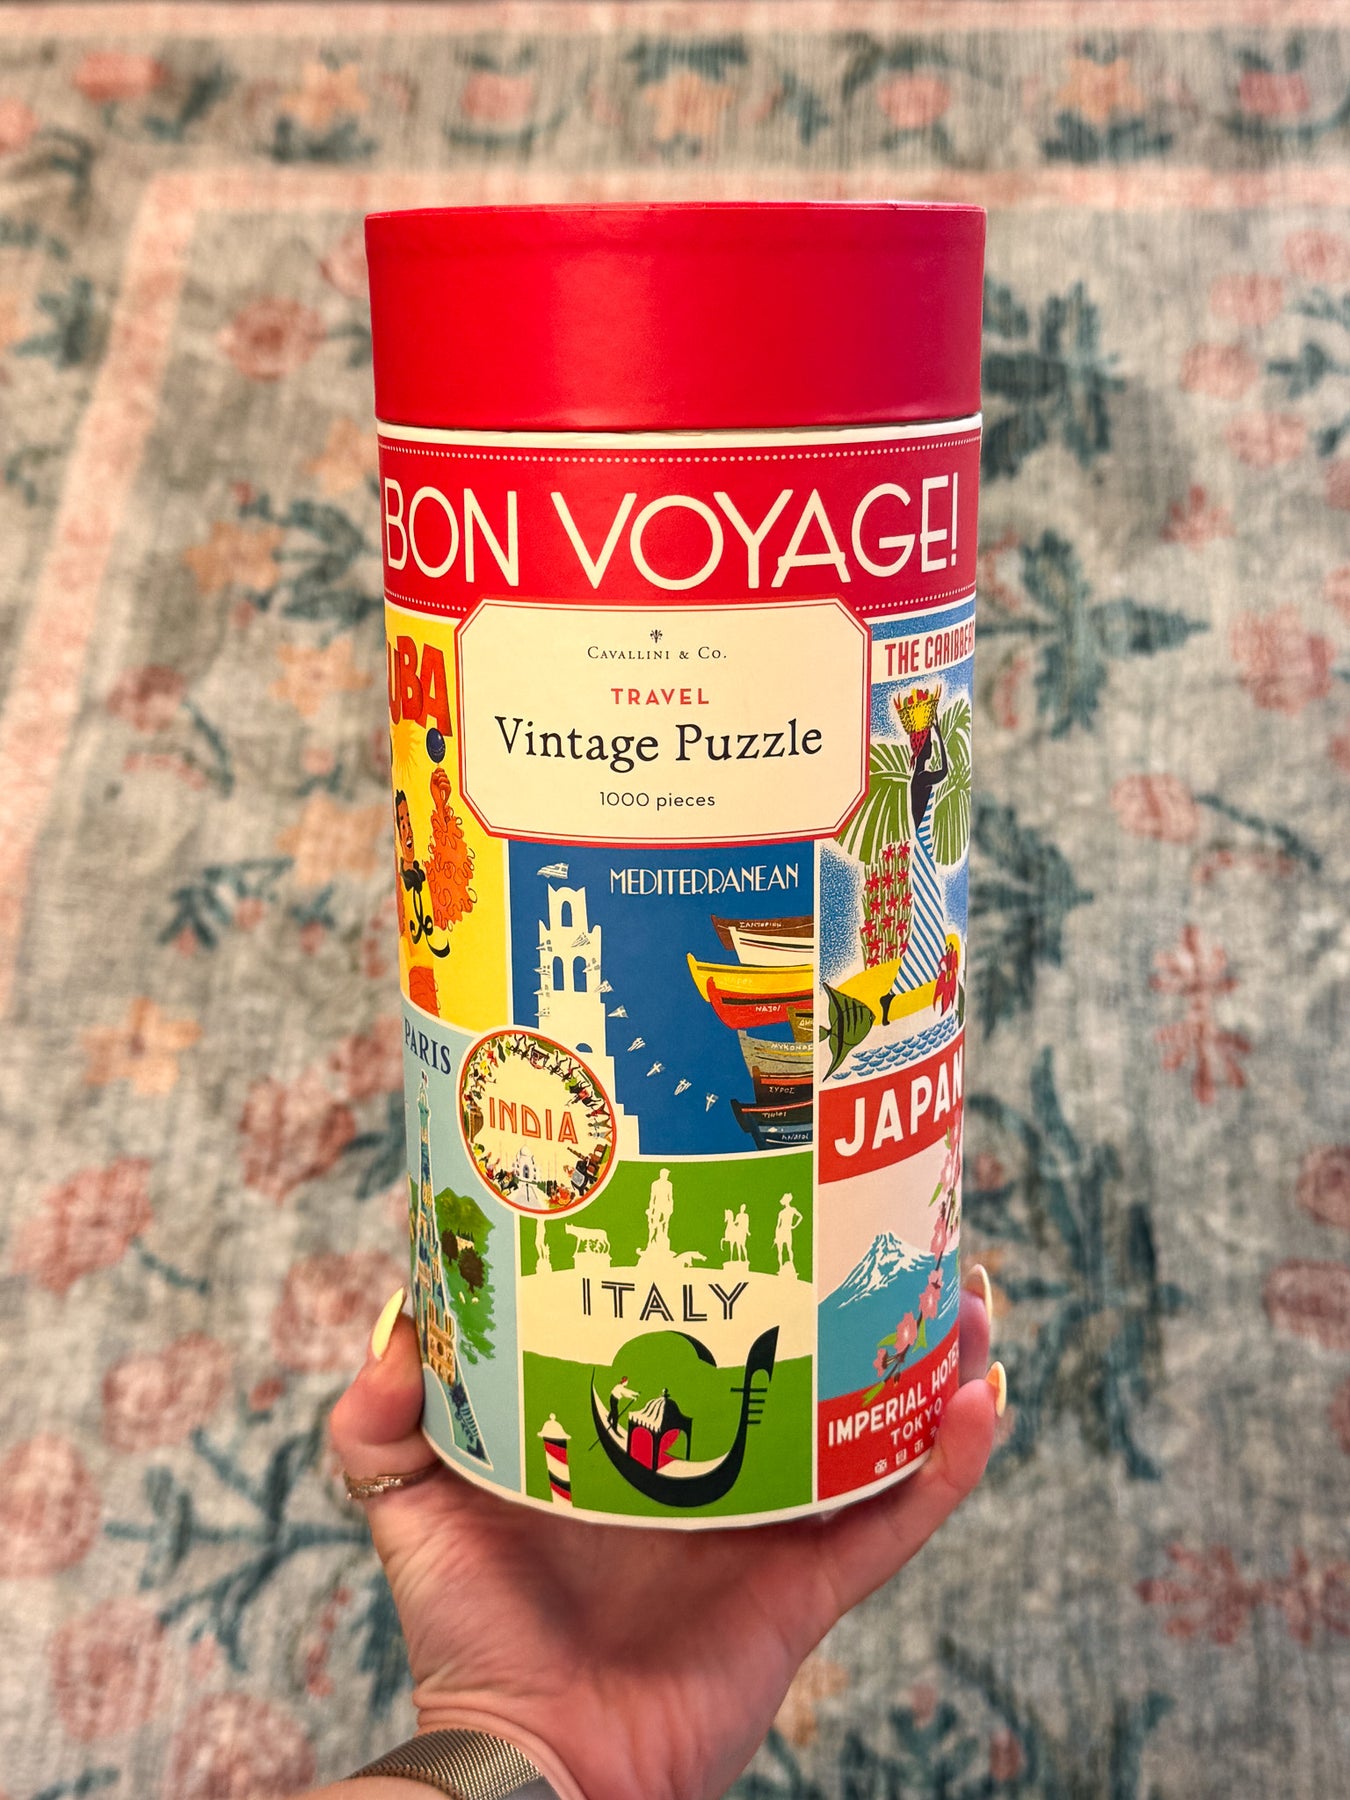 BON VOYAGE!
CAVALLINI & Co.
TRAVEL
Vintage Puzzle
1000 pieces
UBA
THE CARIBBEA
MEDITERRANEAN
PARIS
INDIA
JAPAN
ITALY
IMPERIAL HOTE
TOKYO